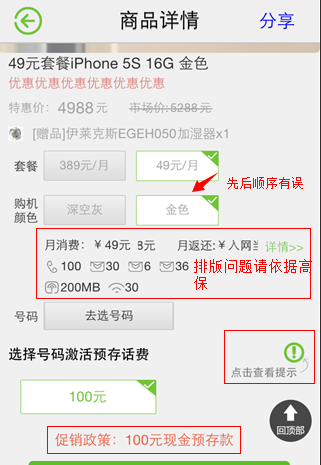 商品详情 分享
49元套餐iPhone 5S 16G 金色
优惠优惠优惠优惠优惠优惠
特惠价： 4988元 市场价:5288元
[赠品]伊莱克斯EGEH050加湿器x1
套餐 389元/月 49元/月
先后顺序有误
购机颜色 深空灰 金色
月消费：￥49元 8元 月返还:￥入网当 详情>>
100 30 6 36
排版问题请依据高保
200MB 30
号码 去选号码
选择号码激活预存话费
点击查看提示
100元
回顶部
促销政策：100元现金预存款